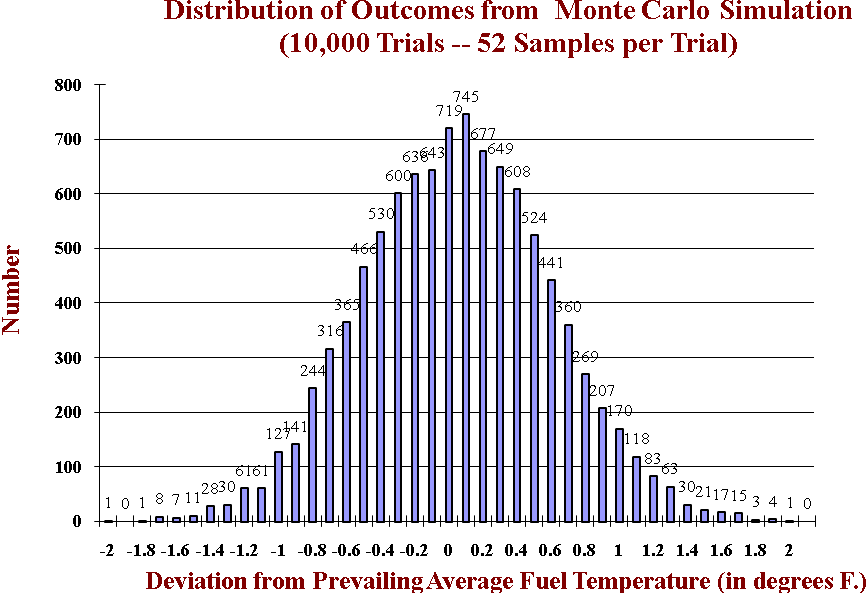 Distribution of Outcomes from Monte Carlo Simulation
(10,000 Trials -- 52 Samples per Trial)
Number
800
700
600
500
400
300
200
100
0
1 0 1 8 7 11 28 30 61 61 127 141 244 316 365 466 530 600 636 643 719 745 677 649 608 524 441 360 269 207 170 118 83 63 30 21 17 15 3 4 1 0
-2 -1.8 -1.6 -1.4 -1.2 -1 -0.8 -0.6 -0.4 -0.2 0 0.2 0.4 0.6 0.8 1 1.2 1.4 1.6 1.8 2
Deviation from Prevailing Average Fuel Temperature (in degrees F.)